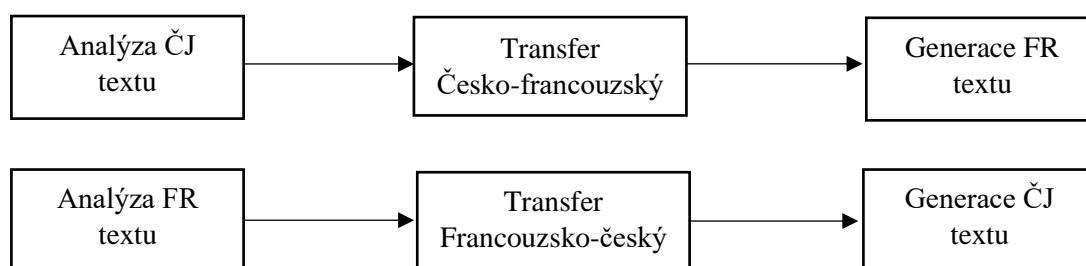 Analýza ČJ
textu
Transfer
Česko-francouzský
Generace FR
textu
Analýza FR
textu
Transfer
Francouzsko-český
Generace ČJ
textu